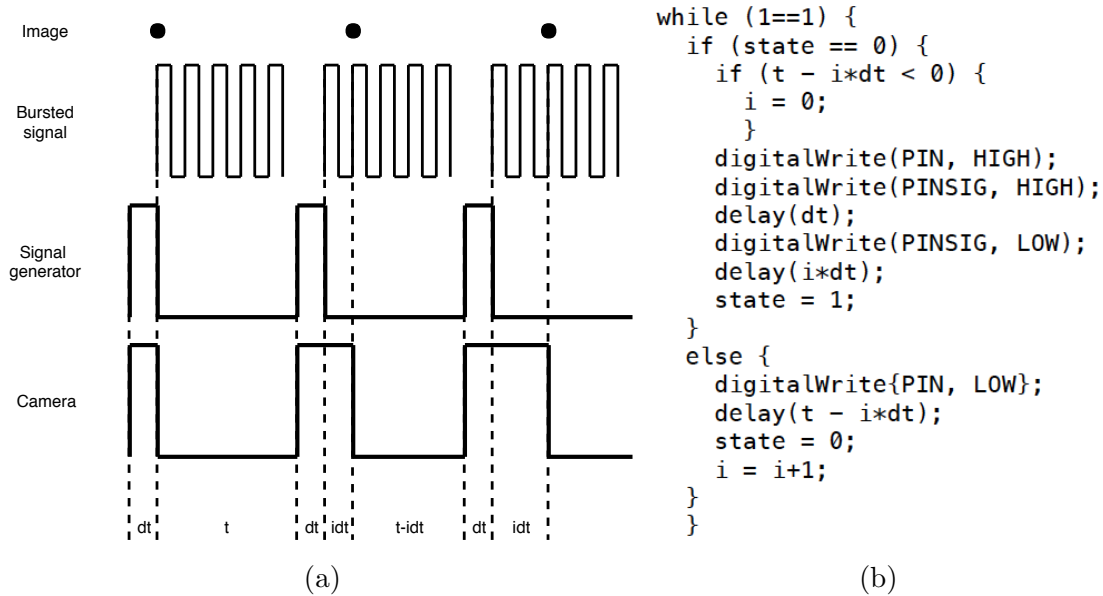 Image
Bursted
signal
Signal
generator
Camera
dt
t
dt
idt
t-idt
dt
idt
(a)
while (1==1) {
if (state == 0) {
if (t - i*dt < 0) {
i = 0;
}
digitalWrite(PIN, HIGH);
digitalWrite(PINSIG, HIGH);
delay(dt);
digitalWrite(PINSIG, LOW);
delay(i*dt);
state = 1;
}
else {
digitalWrite{PIN, LOW};
delay(t - i*dt);
state = 0;
i = i+1;
}
}
(b)